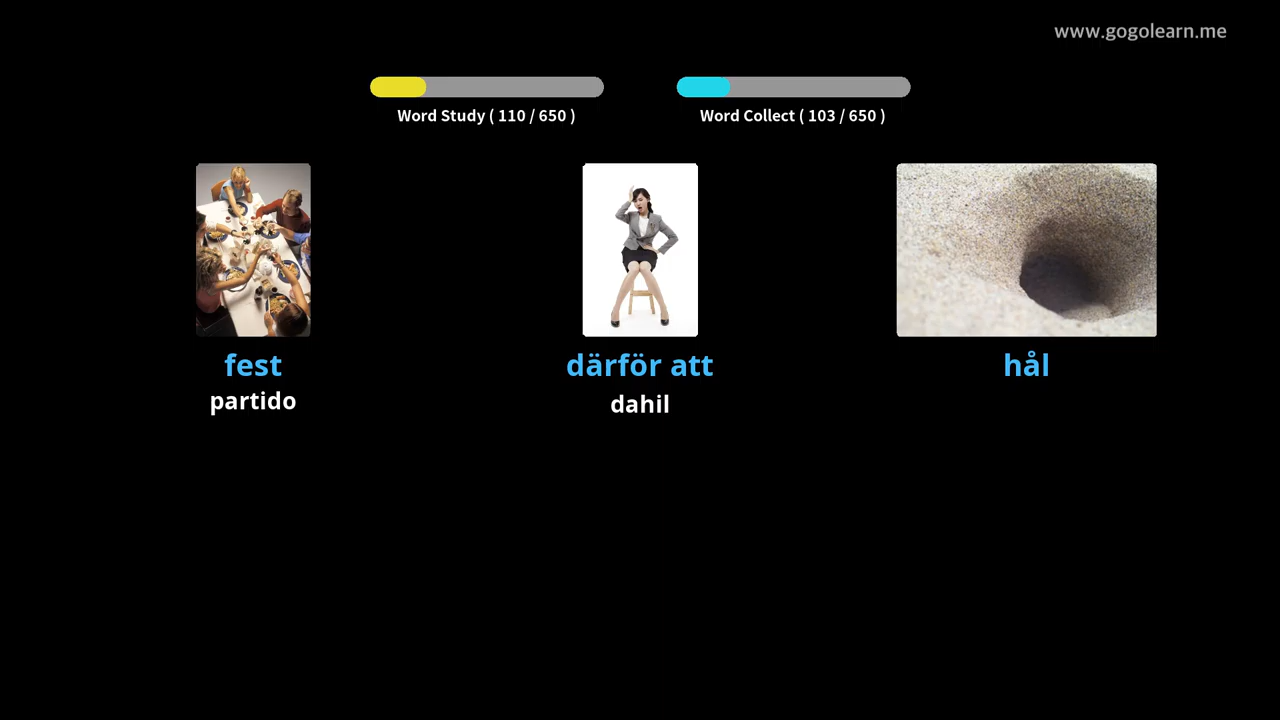 www.gogolearn.me
Word Study ( 110 / 650 )
Word Collect ( 103 / 650 )
fest
partido
därför att
dahil
hål